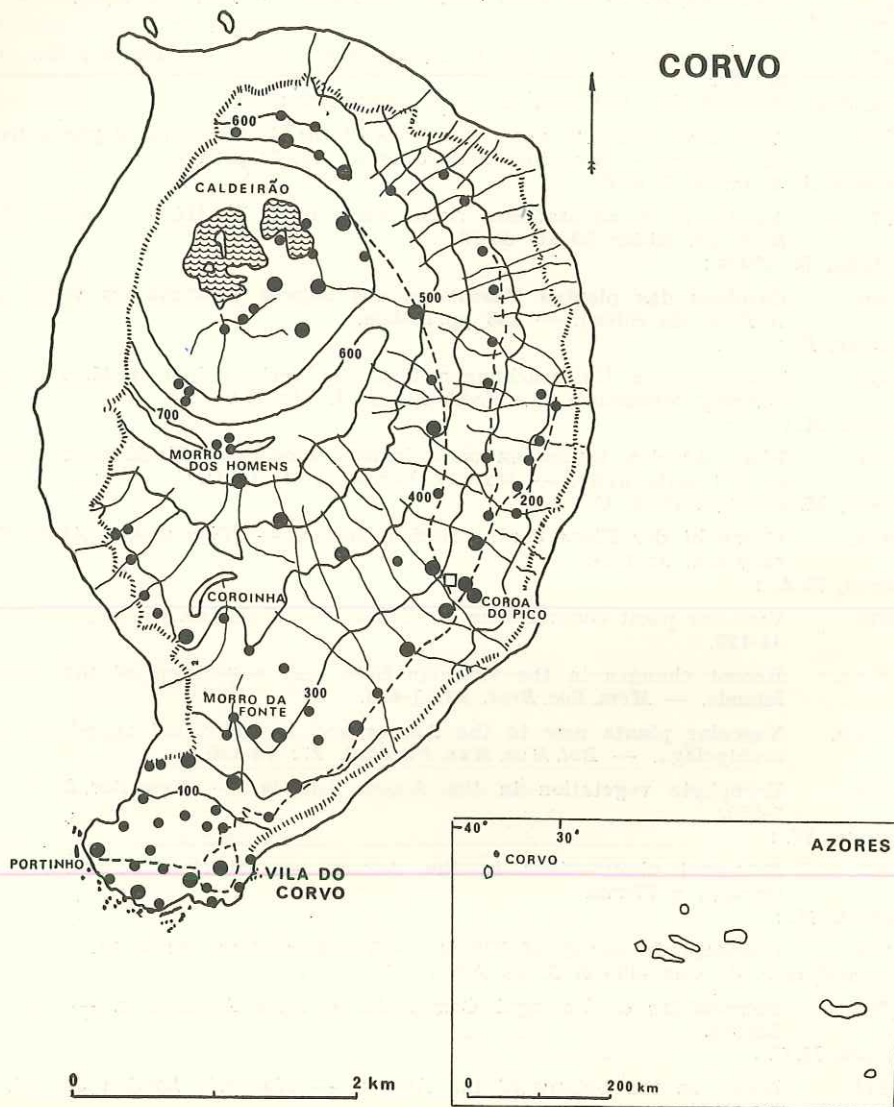 CORVO
600
CALDEIRÃO
500
600
700
MORRO
DOS HOMENS
400
200
COROINHA
COROA
DO PICO
MORRO DA
FONTE
300
100
PORTINHO
VILA DO
CORVO
40°
30°
AZORES
CORVO
0
2 km
0
200 km